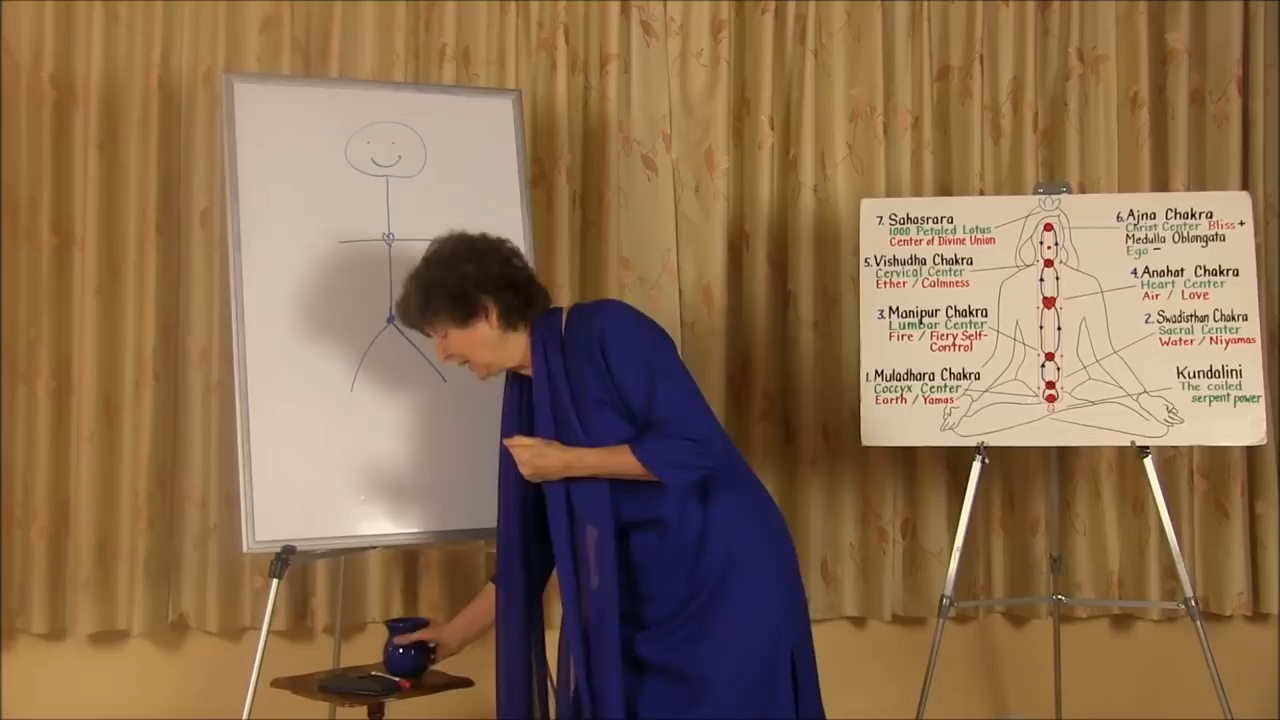 7. Sahasrara
1000 Petaled Lotus
Center of Divine Union
6. Ajna Chakra
Christ Center Bliss +
Medulla Oblongata
Ego -
5. Vishudha Chakra
Cervical Center
Ether / Calmness
4. Anahat Chakra
Heart Center
Air / Love
3. Manipur Chakra
Lumbar Center
Fire / Fiery Self-
Control
2. Swadisthan Chakra
Sacral Center
Water / Niyamas
1. Muladhara Chakra
Coccyx Center
Earth / Yamas
Kundalini
The coiled
serpent power